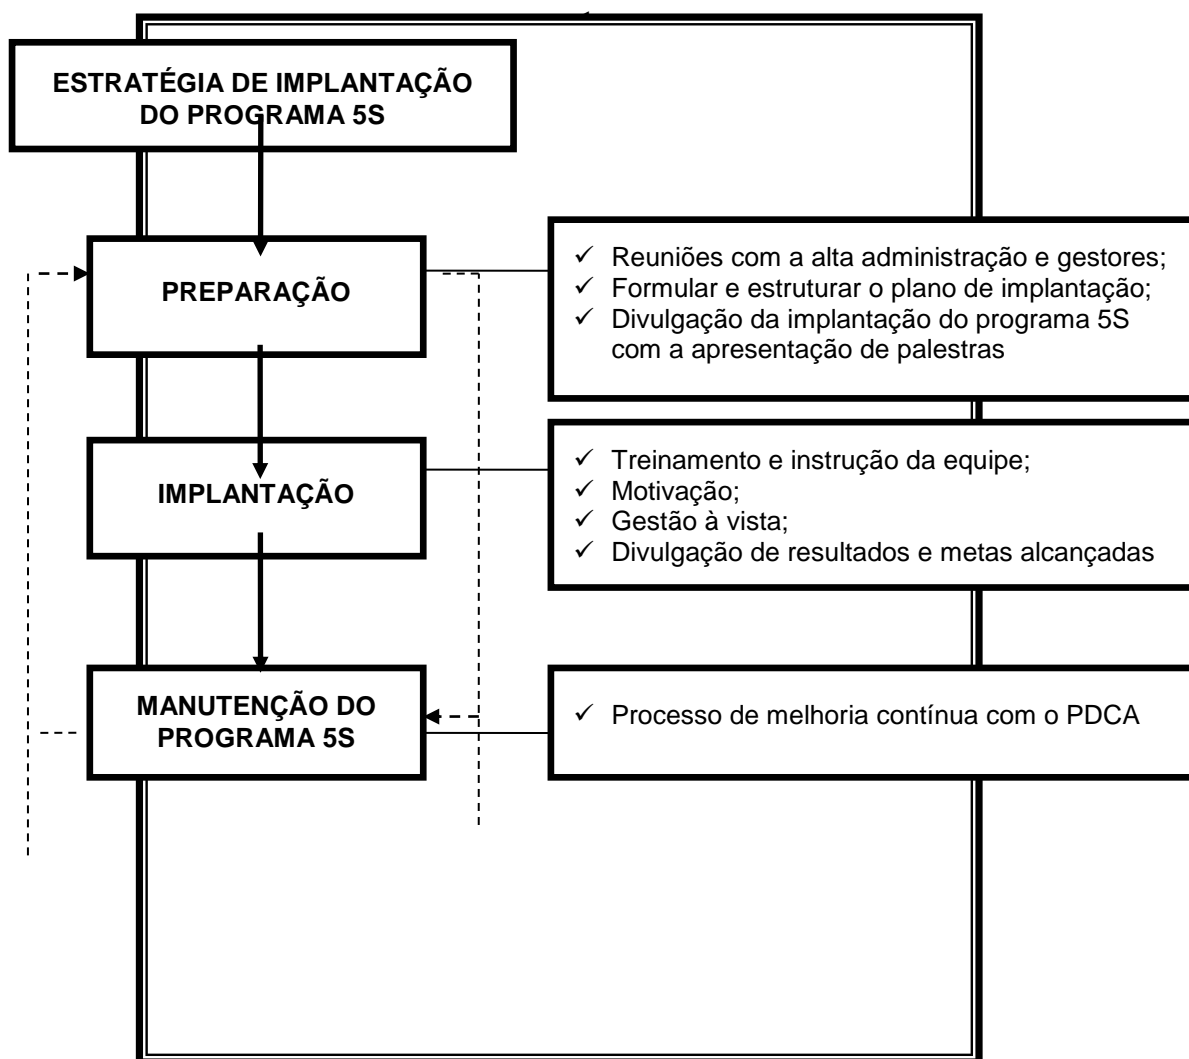 ESTRATÉGIA DE IMPLANTAÇÃO
DO PROGRAMA 5S
PREPARAÇÃO
✓ Reuniões com a alta administração e gestores;
✓ Formular e estruturar o plano de implantação;
✓ Divulgação da implantação do programa 5S
com a apresentação de palestras
IMPLANTAÇÃO
✓ Treinamento e instrução da equipe;
✓ Motivação;
✓ Gestão à vista;
✓ Divulgação de resultados e metas alcançadas
MANUTENÇÃO DO
PROGRAMA 5S
✓ Processo de melhoria contínua com o PDCA